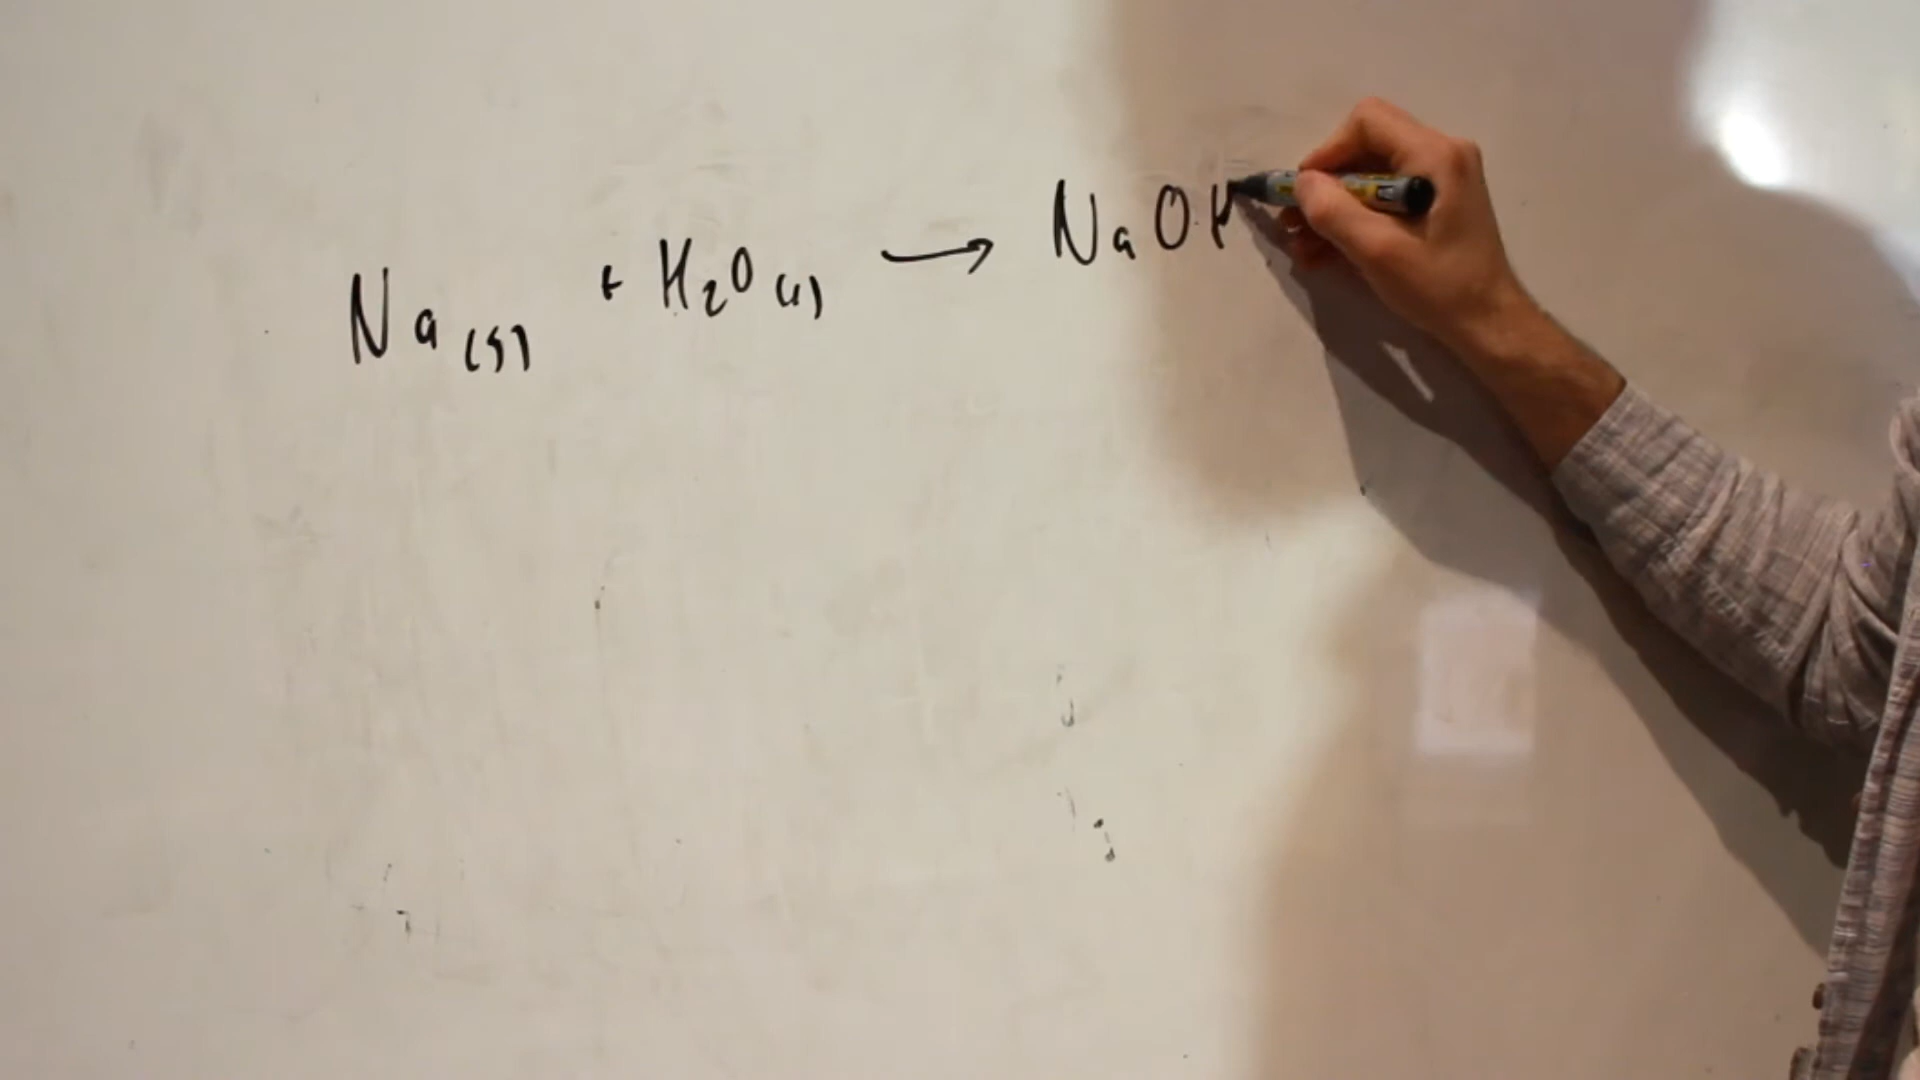 Na (s) + H2O (l) → NaOH